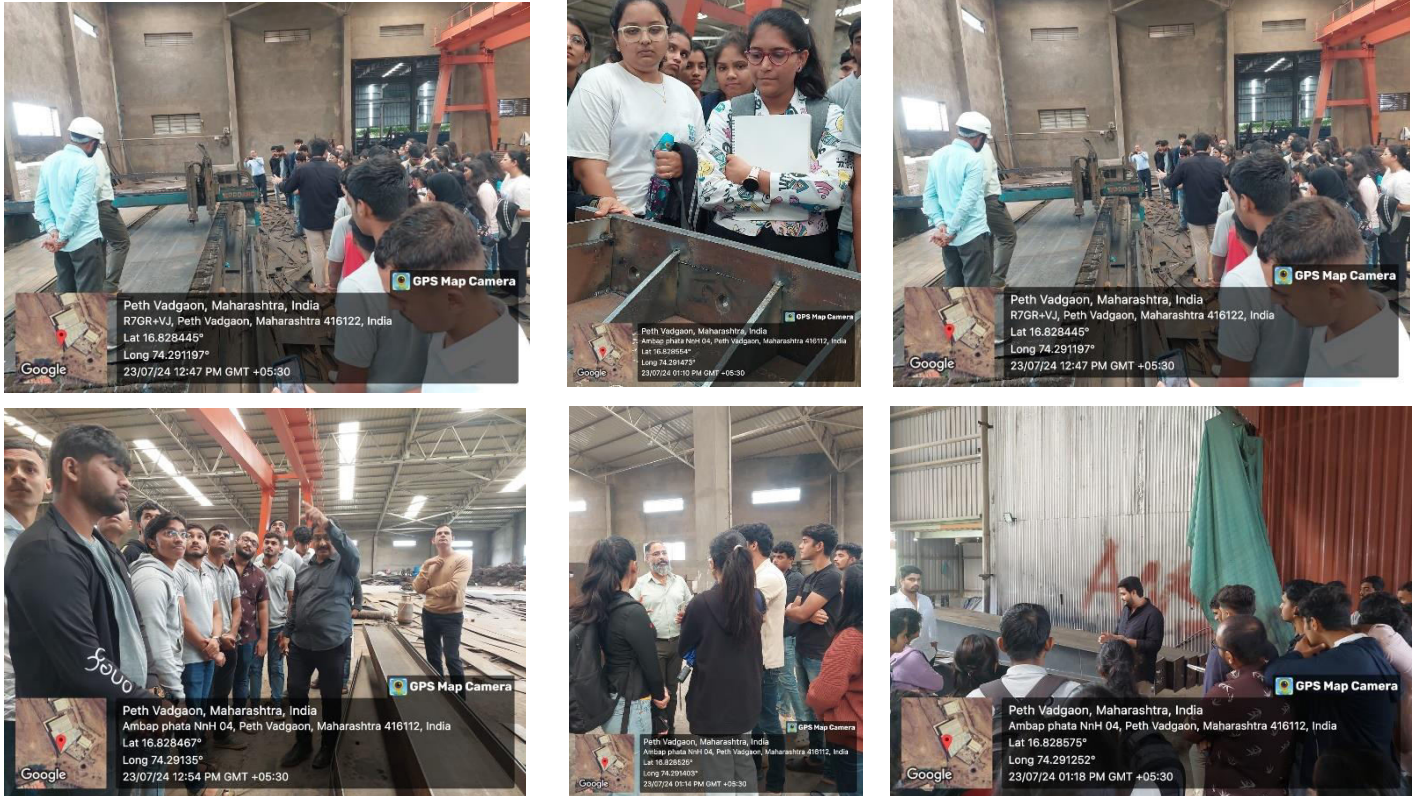 GPS Map Camera
Peth Vadgaon, Maharashtra, India
R7GR+VJ, Peth Vadgaon, Maharashtra 416122, India
Lat 16.828445°
Long 74.291197°
23/07/24 12:47 PM GMT +05:30
Google
GPS Map Camera
Peth Vadgaon, Maharashtra, India
Ambap phata NnH 04, Peth Vadgaon, Maharashtra 416112, India
Lat 16.828554°
Long 74.291473°
23/07/24 01:10 PM GMT +05:30
Google
GPS Map Camera
Peth Vadgaon, Maharashtra, India
R7GR+VJ, Peth Vadgaon, Maharashtra 416122, India
Lat 16.828445°
Long 74.291197°
23/07/24 12:47 PM GMT +05:30
Google
GPS Map Camera
Peth Vadgaon, Maharashtra, India
Ambap phata NnH 04, Peth Vadgaon, Maharashtra 416112, India
Lat 16.828467°
Long 74.29135°
23/07/24 12:54 PM GMT +05:30
Google
GPS Map Camera
Peth Vadgaon, Maharashtra, India
Ambap phata NnH 04, Peth Vadgaon, Maharashtra 416112, India
Lat 16.828526°
Long 74.291403°
23/07/24 01:14 PM GMT +05:30
Google
GPS Map Camera
Peth Vadgaon, Maharashtra, India
Ambap phata NnH 04, Peth Vadgaon, Maharashtra 416112, India
Lat 16.828575°
Long 74.291252°
23/07/24 01:18 PM GMT +05:30
Google